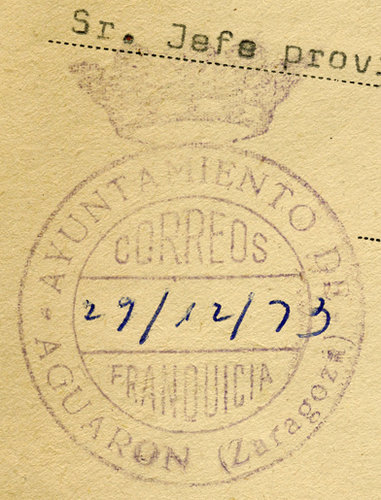 Sr. Jefe provi
AYUNTAMIENTO DE
CORREOS
29/12/73
FRANQUICIA
AGUARON (Zaragoza)